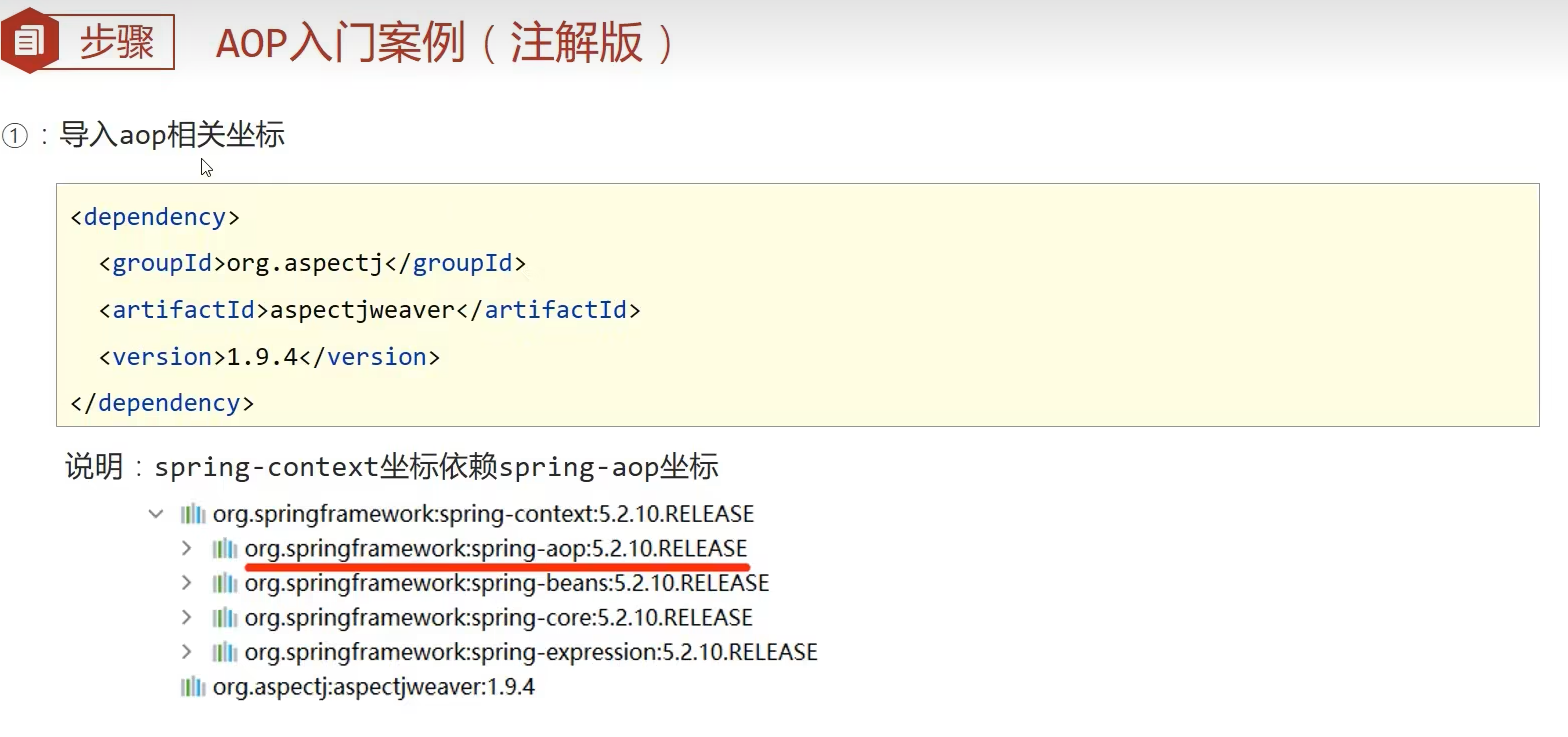 步骤 AOP入门案例（注解版）
①：导入aop相关坐标
<dependency>
<groupId>org.aspectj</groupId>
<artifactId>aspectjweaver</artifactId>
<version>1.9.4</version>
</dependency>
说明：spring-context坐标依赖spring-aop坐标
org.springframework:spring-context:5.2.10.RELEASE
org.springframework:spring-aop:5.2.10.RELEASE
org.springframework:spring-beans:5.2.10.RELEASE
org.springframework:spring-core:5.2.10.RELEASE
org.springframework:spring-expression:5.2.10.RELEASE
org.aspectj:aspectjweaver:1.9.4